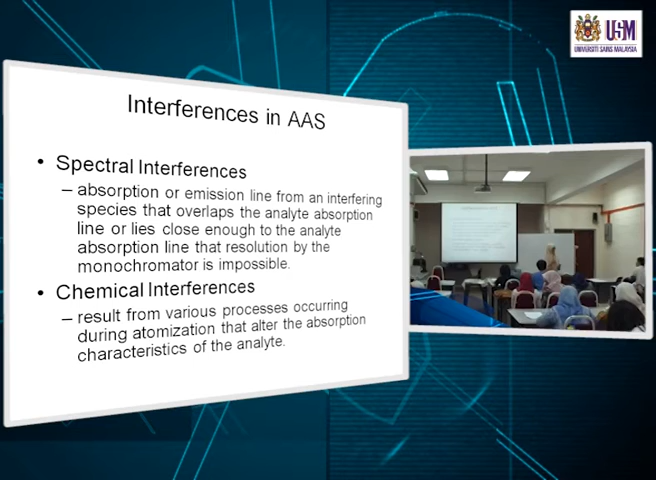 USM
UNIVERSITI SAINS MALAYSIA
Interferences in AAS
• Spectral Interferences
– absorption or emission line from an interfering
species that overlaps the analyte absorption
line or lies close enough to the analyte
absorption line that resolution by the
monochromator is impossible.
• Chemical Interferences
– result from various processes occurring
during atomization that alter the absorption
characteristics of the analyte.